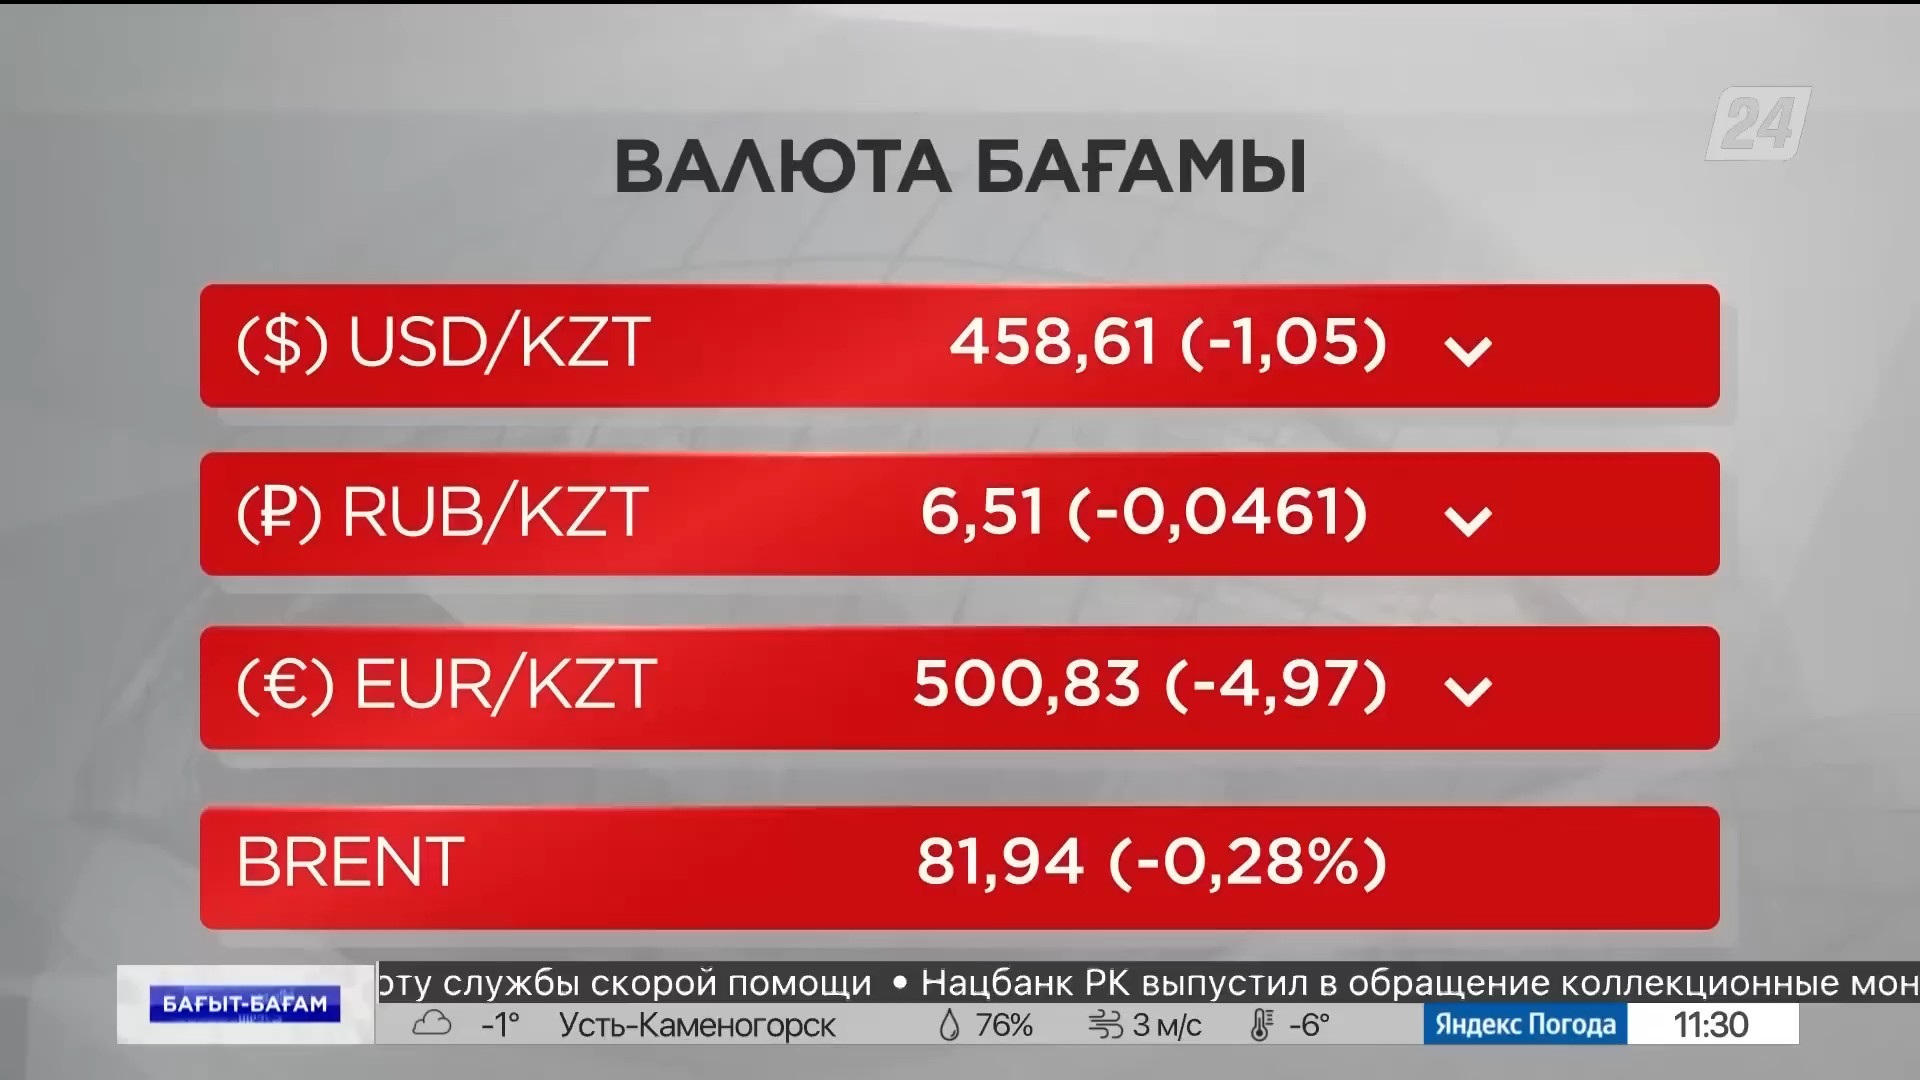 24
ВАЛЮТА БАҒАМЫ
($) USD/KZT 458,61 (-1,05)
(₽) RUB/KZT 6,51 (-0,0461)
(€) EUR/KZT 500,83 (-4,97)
BRENT 81,94 (-0,28%)
БАҒЫТ-БАҒАМ
оту службы скорой помощи • Нацбанк РК выпустил в обращение коллекционные мон
-1° Усть-Каменогорск 76% 3 м/с -6° Яндекс Погода 11:30